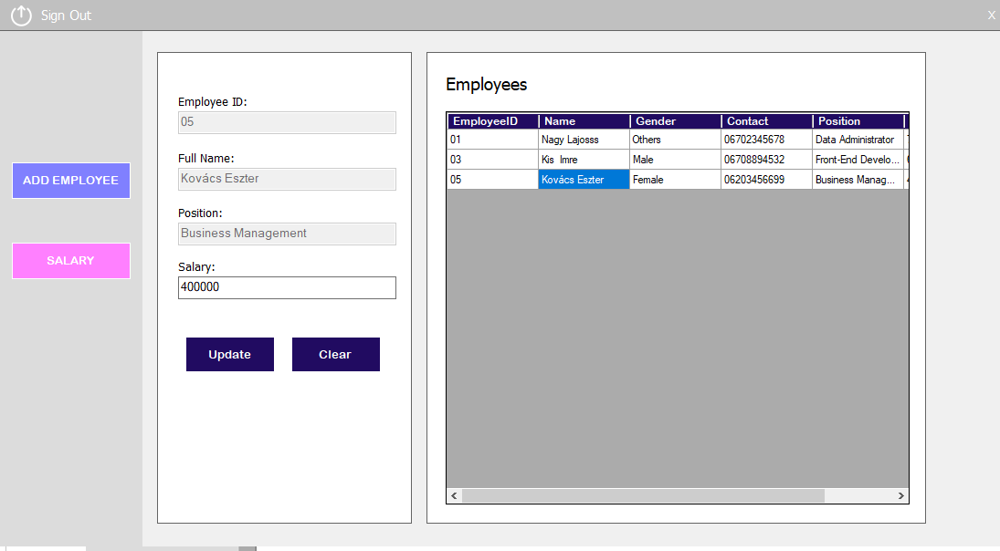 Sign Out
X
ADD EMPLOYEE
SALARY
Employee ID:
05
Full Name:
Kovács Eszter
Position:
Business Management
Salary:
400000
Update
Clear
Employees
EmployeeID Name Gender Contact Position
01 Nagy Lajosss Others 06702345678 Data Administrator
03 Kis Imre Male 06708894532 Front-End Develo...
05 Kovács Eszter Female 06203456699 Business Manag...